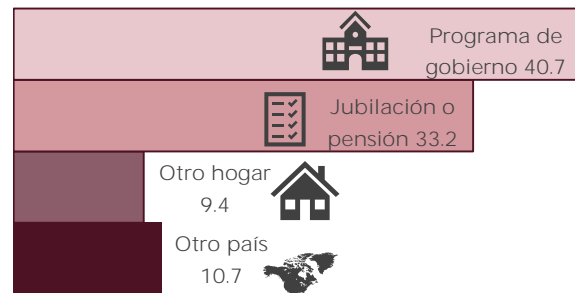 Programa de
gobierno 40.7
Jubilación o
pensión 33.2
Otro hogar
9.4
Otro país
10.7